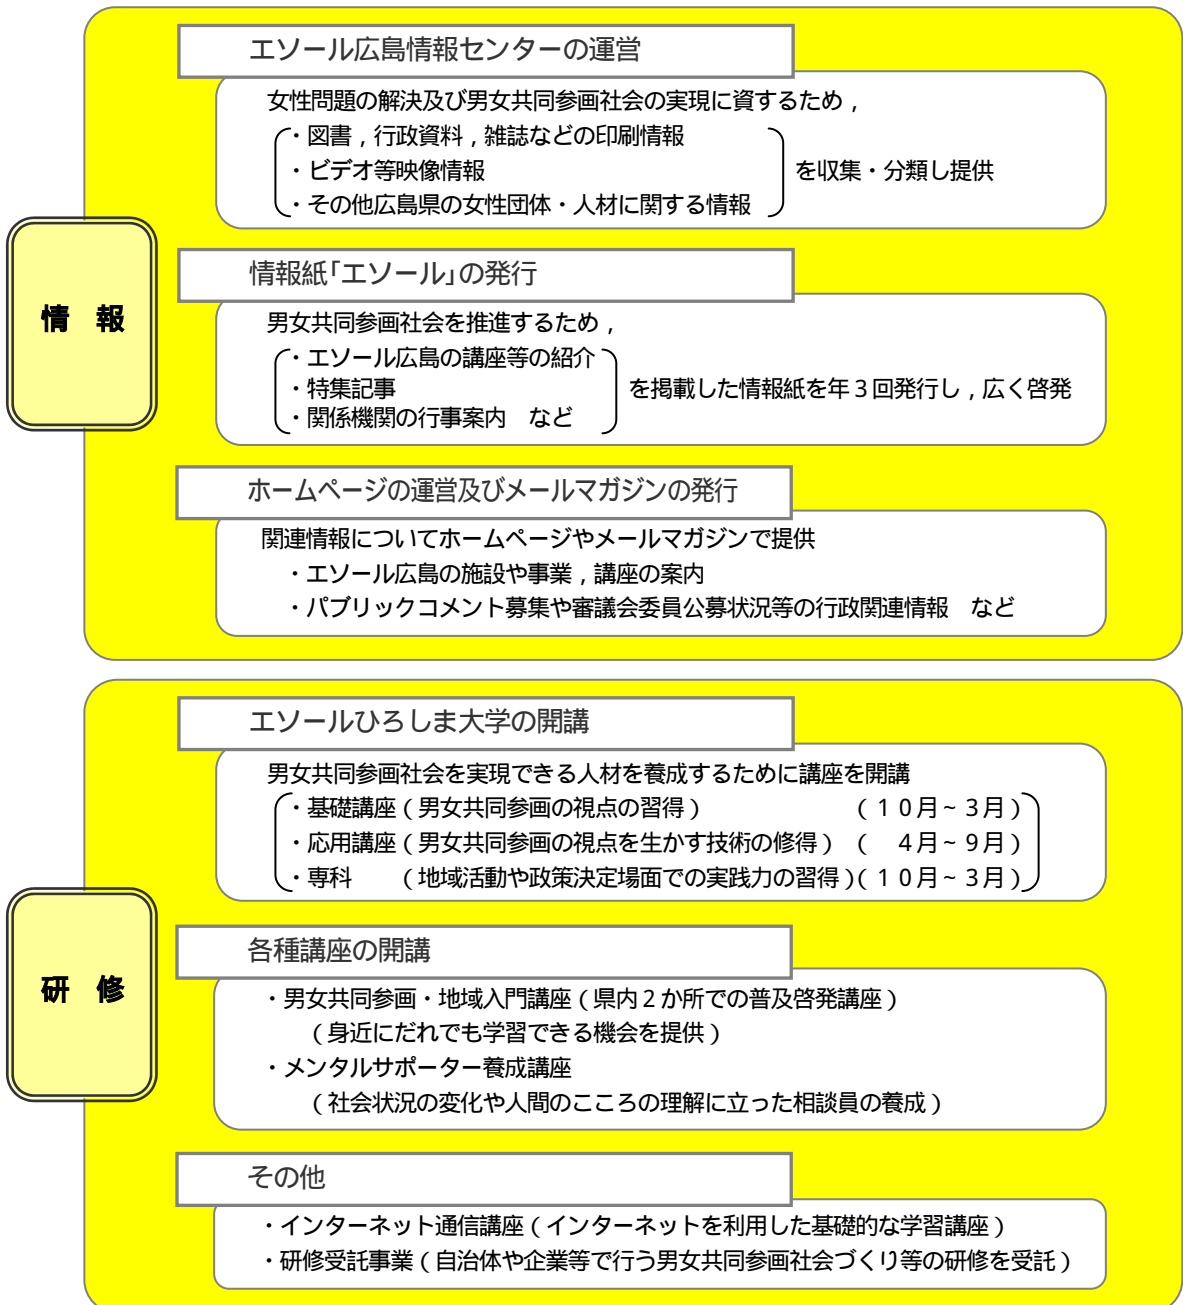 エソール広島情報センターの運営
女性問題の解決及び男女共同参画社会の実現に資するため，
・図書，行政資料，雑誌などの印刷情報
・ビデオ等映像情報　を収集・分類し提供
・その他広島県の女性団体・人材に関する情報
情　報
情報紙「エソール」の発行
男女共同参画社会を推進するため，
・エソール広島の講座等の紹介
・特集記事　を掲載した情報紙を年３回発行し，広く啓発
・関係機関の行事案内　など
ホームページの運営及びメールマガジンの発行
関連情報についてホームページやメールマガジンで提供
・エソール広島の施設や事業，講座の案内
・パブリックコメント募集や審議会委員公募状況等の行政関連情報　など
エソールひろしま大学の開講
男女共同参画社会を実現できる人材を養成するために講座を開講
・基礎講座（男女共同参画の視点の習得）　（１０月~３月）
・応用講座（男女共同参画の視点を生かす技術の修得）（　４月~９月）
・専科　（地域活動や政策決定場面での実践力の習得）（１０月~３月）
研　修
各種講座の開講
・男女共同参画・地域入門講座（県内２か所での普及啓発講座）
（身近にだれでも学習できる機会を提供）
・メンタルサポーター養成講座
（社会状況の変化や人間のこころの理解に立った相談員の養成）
その他
・インターネット通信講座（インターネットを利用した基礎的な学習講座）
・研修受託事業（自治体や企業等で行う男女共同参画社会づくり等の研修を受託）